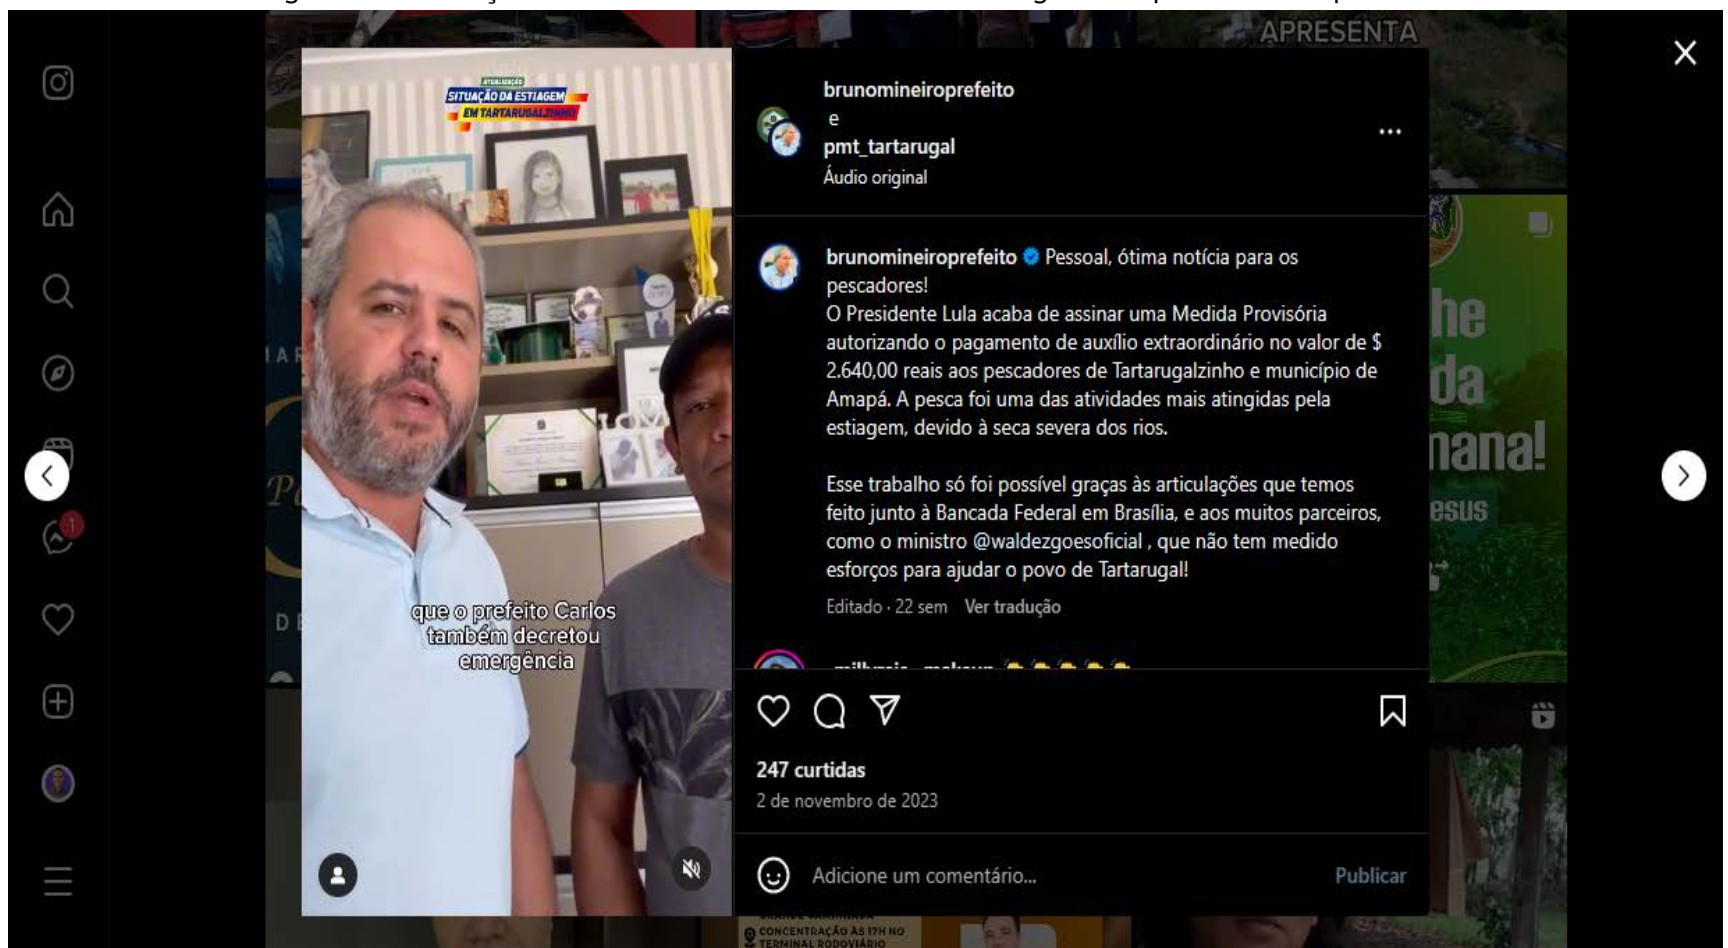 APRESENTA
ATUALIZAÇÃO
SITUAÇÃO DA ESTIAGEM
EM TARTARUGALZINHO
que o prefeito Carlos
também decretou
emergência
brunomineiroprefeito
e
pmt_tartarugal
Áudio original
brunomineiroprefeito Pessoal, ótima notícia para os
pescadores!
O Presidente Lula acaba de assinar uma Medida Provisória
autorizando o pagamento de auxílio extraordinário no valor de $
2.640,00 reais aos pescadores de Tartarugalzinho e município de
Amapá. A pesca foi uma das atividades mais atingidas pela
estiagem, devido à seca severa dos rios.
Esse trabalho só foi possível graças às articulações que temos
feito junto à Bancada Federal em Brasília, e aos muitos parceiros,
como o ministro @waldezgoesoficial , que não tem medido
esforços para ajudar o povo de Tartarugal!
Editado · 22 sem Ver tradução
247 curtidas
2 de novembro de 2023
Adicione um comentário...
Publicar
1
he
da
nana!
esus
CONCENTRAÇÃO ÀS 17H NO
TERMINAL RODOVIÁRIO